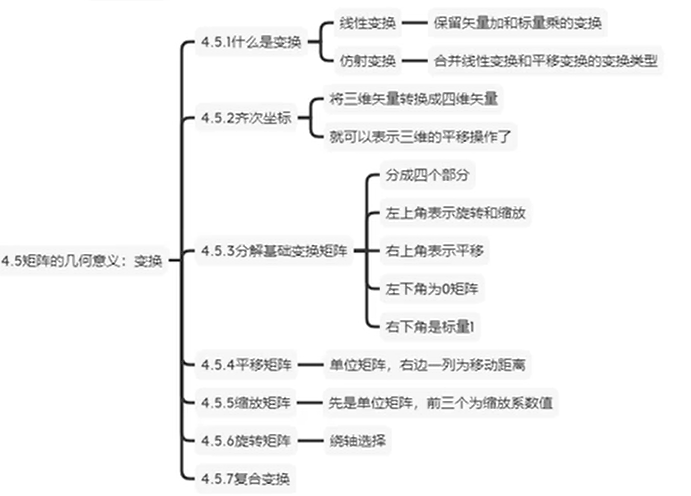 4.5矩阵的几何意义：变换
4.5.1什么是变换
线性变换
保留矢量加和标量乘的变换
仿射变换
合并线性变换和平移变换的变换类型
4.5.2齐次坐标
将三维矢量转换成四维矢量
就可以表示三维的平移操作了
4.5.3分解基础变换矩阵
分成四个部分
左上角表示旋转和缩放
右上角表示平移
左下角为0矩阵
右下角是标量1
4.5.4平移矩阵
单位矩阵，右边一列为移动距离
4.5.5缩放矩阵
先是单位矩阵，前三个为缩放系数值
4.5.6旋转矩阵
绕轴选择
4.5.7复合变换